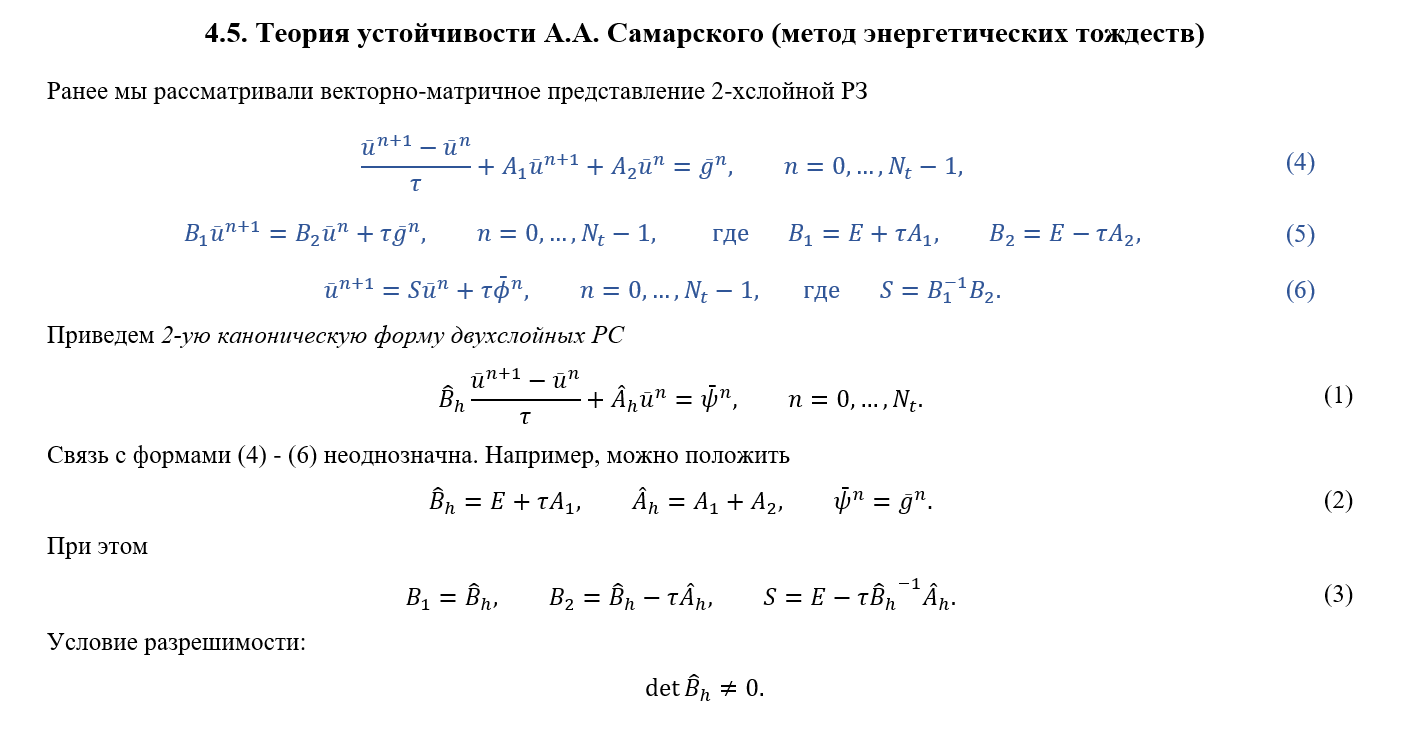 4.5. Теория устойчивости А.А. Самарского (метод энергетических тождеств)
Ранее мы рассматривали векторно-матричное представление 2-хслойной РЗ
(ū^{n+1} − ū^n)/τ + A₁ū^{n+1} + A₂ū^n = ḡ^n, n = 0, … , N_t − 1, (4)
B₁ū^{n+1} = B₂ū^n + τḡ^n, n = 0, … , N_t − 1, где B₁ = E + τA₁, B₂ = E − τA₂, (5)
ū^{n+1} = Sū^n + τϕ̄^n, n = 0, … , N_t − 1, где S = B₁^{−1}B₂. (6)
Приведем 2-ую каноническую форму двухслойных РС
B̂_h (ū^{n+1} − ū^n)/τ + Â_hū^n = ψ̄^n, n = 0, … , N_t. (1)
Связь с формами (4) - (6) неоднозначна. Например, можно положить
B̂_h = E + τA₁, Â_h = A₁ + A₂, ψ̄^n = ḡ^n. (2)
При этом
B₁ = B̂_h, B₂ = B̂_h − τÂ_h, S = E − τB̂_h^{−1}Â_h. (3)
Условие разрешимости:
det B̂_h ≠ 0.